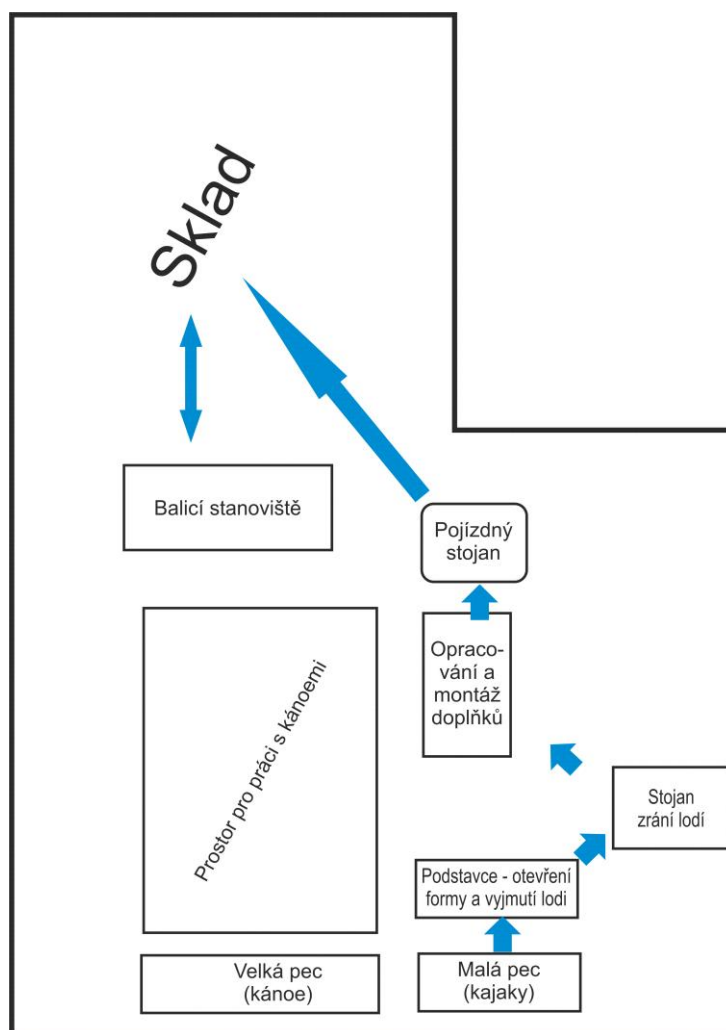 Sklad
Balicí stanoviště
Pojízdný
stojan
Opraco-
vání a
montáž
doplňků
Prostor pro práci s kánoemi
Stojan
zrání lodí
Podstavce - otevření
formy a vyjmutí lodi
Velká pec
(kánoe)
Malá pec
(kajaky)